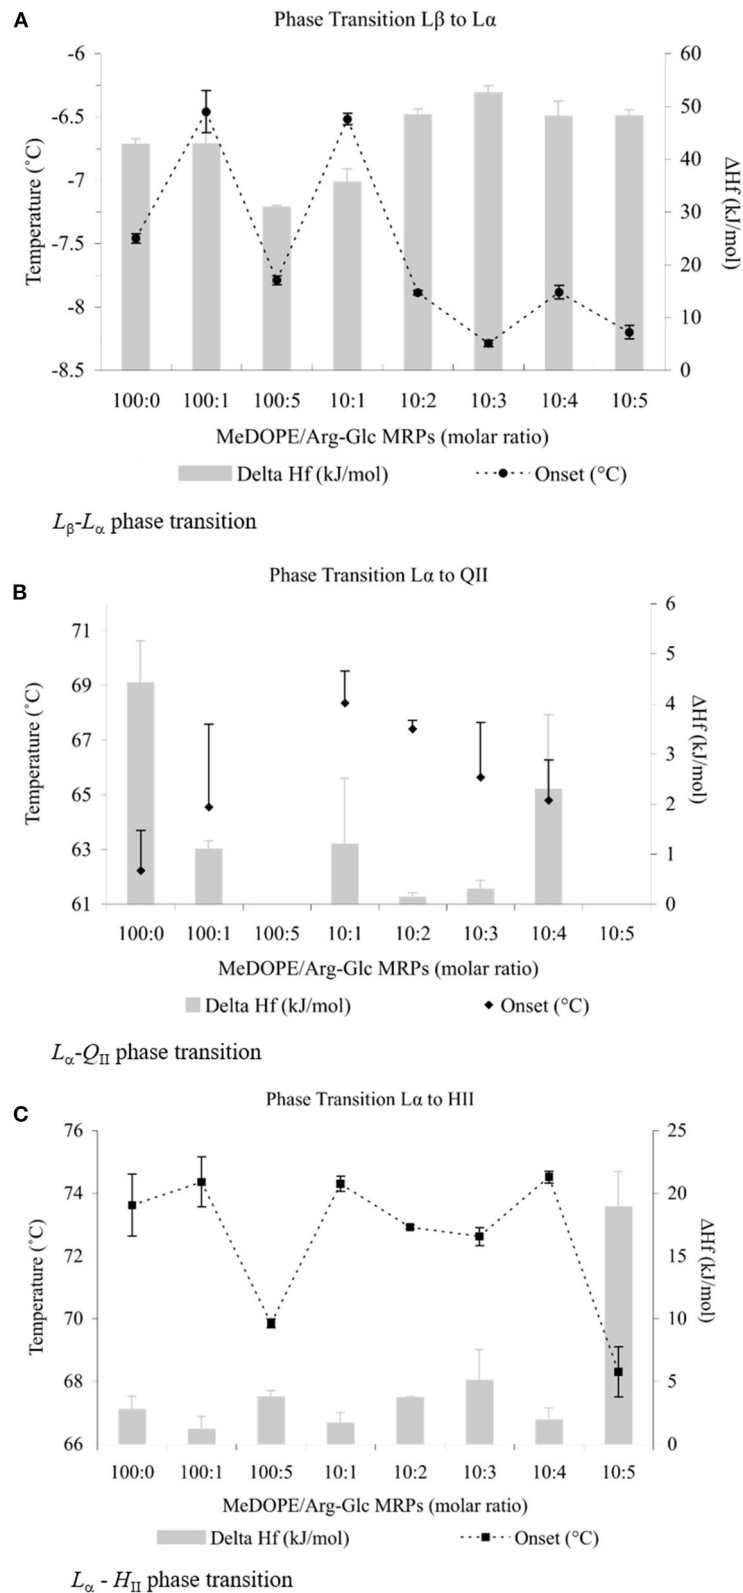 A
Phase Transition Lβ to Lα
-6
-6.5
-7
-7.5
-8
-8.5
Temperature (˚C)
60
50
40
30
20
10
0
ΔHf (kJ/mol)
100:0 100:1 100:5 10:1 10:2 10:3 10:4 10:5
MeDOPE/Arg-Glc MRPs (molar ratio)
Delta Hf (kJ/mol) Onset (°C)
Lβ-Lα phase transition
B
Phase Transition Lα to QII
71
69
67
65
63
61
Temperature (˚C)
6
5
4
3
2
1
0
ΔHf (kJ/mol)
100:0 100:1 100:5 10:1 10:2 10:3 10:4 10:5
MeDOPE/Arg-Glc MRPs (molar ratio)
Delta Hf (kJ/mol) Onset (°C)
Lα-QII phase transition
C
Phase Transition Lα to HII
76
74
72
70
68
66
Temperature (˚C)
25
20
15
10
5
0
ΔHf (kJ/mol)
100:0 100:1 100:5 10:1 10:2 10:3 10:4 10:5
MeDOPE/Arg-Glc MRPs (molar ratio)
Delta Hf (kJ/mol) Onset (°C)
Lα - HII phase transition